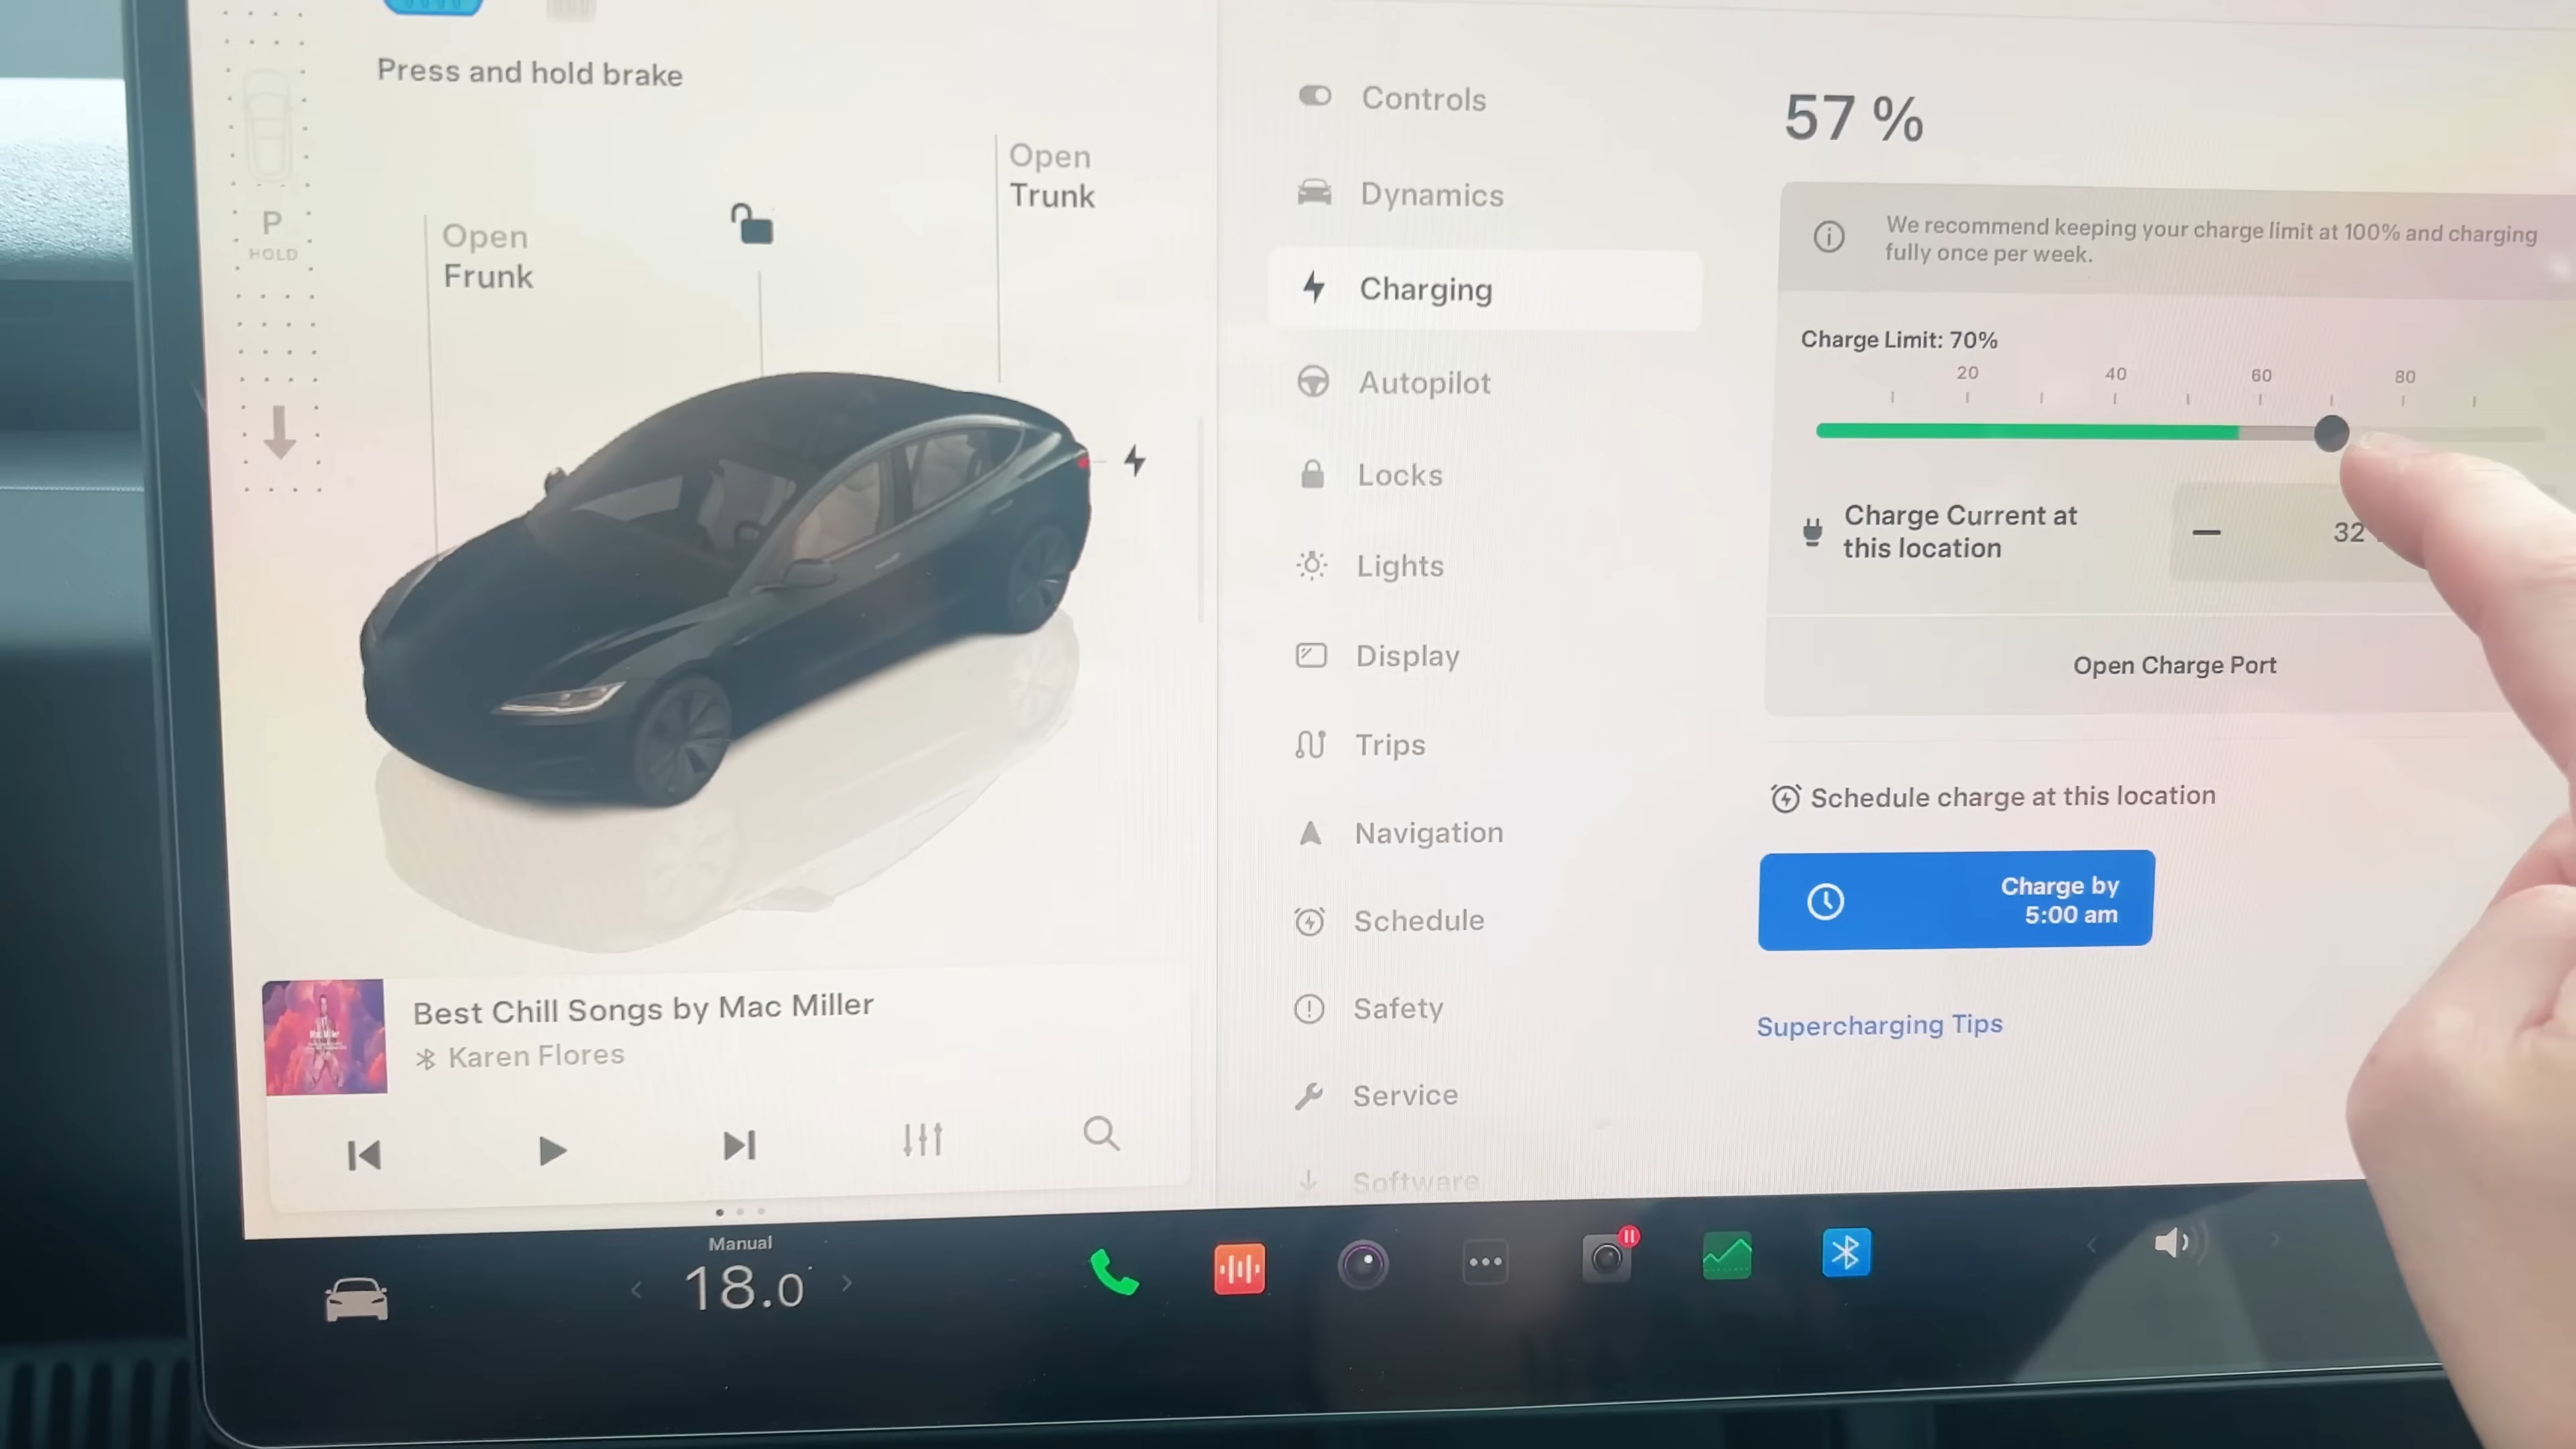 Press and hold brake
P
HOLD
Open
Frunk
Open
Trunk
Best Chill Songs by Mac Miller
Karen Flores
Controls
Dynamics
Charging
Autopilot
Locks
Lights
Display
Trips
Navigation
Schedule
Safety
Service
Software
57 %
We recommend keeping your charge limit at 100% and charging
fully once per week.
Charge Limit: 70%
20 40 60 80
Charge Current at
this location
32
Open Charge Port
Schedule charge at this location
Charge by
5:00 am
Supercharging Tips
Manual
18.0